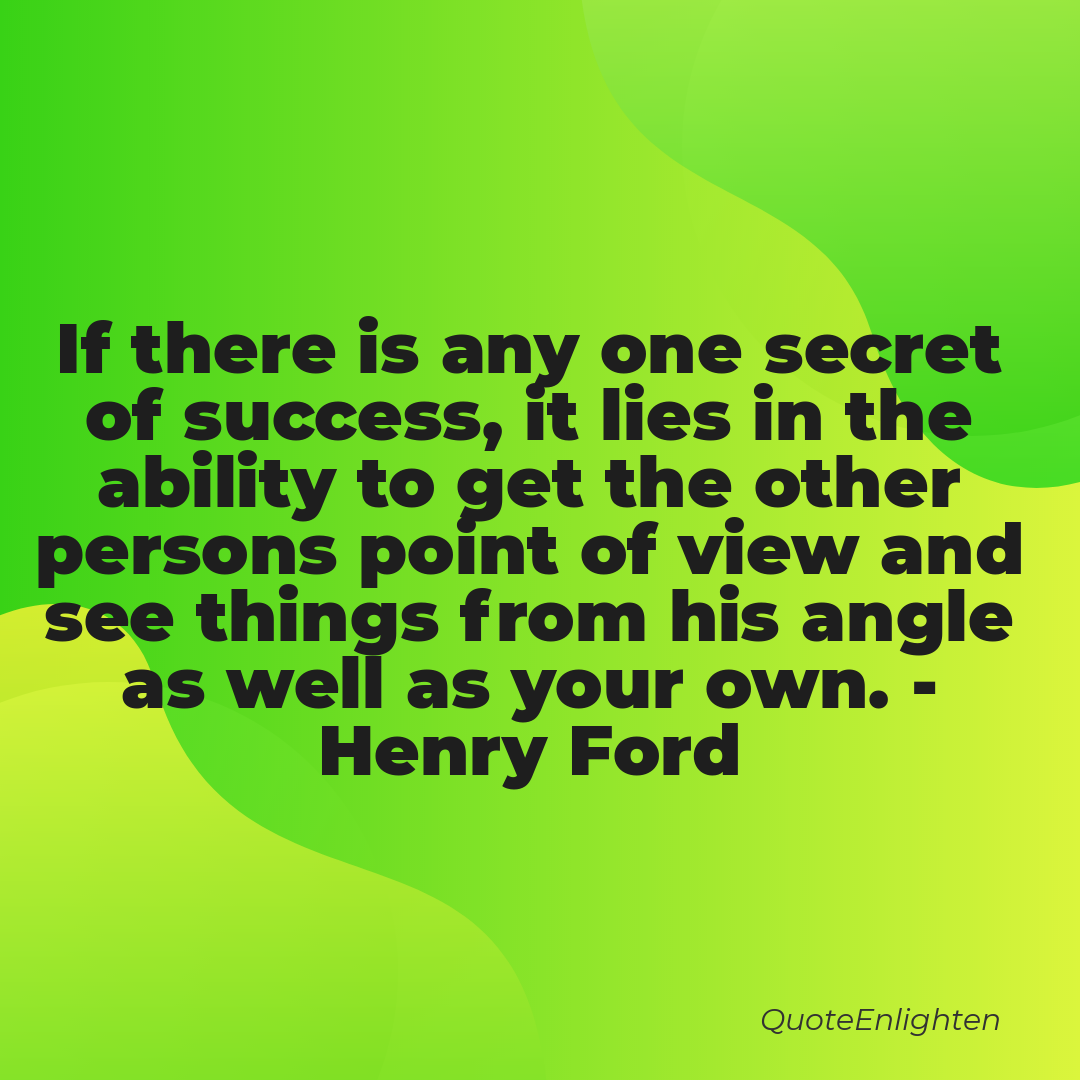 If there is any one secret
of success, it lies in the
ability to get the other
persons point of view and
see things from his angle
as well as your own. -
Henry Ford
QuoteEnlighten